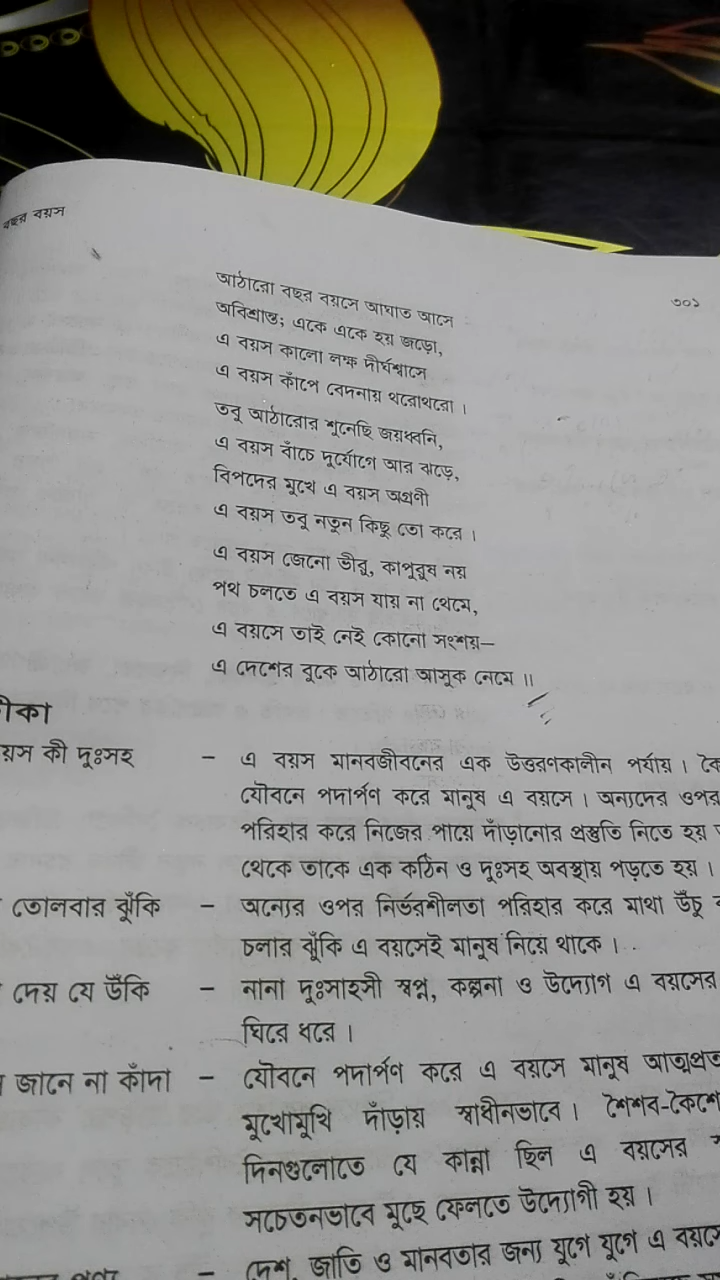 বছর বয়স
৩০১
আঠারো বছর বয়সে আঘাত আসে
অবিশ্রান্ত; একে একে হয় জড়ো,
এ বয়স কালো লক্ষ দীর্ঘশ্বাসে
এ বয়স কাঁপে বেদনায় থরোথরো।
তবু আঠারোর শুনেছি জয়ধ্বনি,
এ বয়স বাঁচে দুর্যোগে আর ঝড়ে,
বিপদের মুখে এ বয়স অগ্রণী
এ বয়স তবু নতুন কিছু তো করে।
এ বয়স জেনো ভীরু, কাপুরুষ নয়
পথ চলতে এ বয়স যায় না থেমে,
এ বয়সে তাই নেই কোনো সংশয়–
এ দেশের বুকে আঠারো আসুক নেমে॥
টীকা
য়স কী দুঃসহ – এ বয়স মানবজীবনের এক উত্তরণকালীন পর্যায়। কৈ
যৌবনে পদার্পণ করে মানুষ এ বয়সে। অন্যদের ওপর
পরিহার করে নিজের পায়ে দাঁড়ানোর প্রস্তুতি নিতে হয়
থেকে তাকে এক কঠিন ও দুঃসহ অবস্থায় পড়তে হয়।
তোলবার ঝুঁকি – অন্যের ওপর নির্ভরশীলতা পরিহার করে মাথা উঁচু
চলার ঝুঁকি এ বয়সেই মানুষ নিয়ে থাকে।
দেয় যে উঁকি – নানা দুঃসাহসী স্বপ্ন, কল্পনা ও উদ্যোগ এ বয়সের
ঘিরে ধরে।
জানে না কাঁদা – যৌবনে পদার্পণ করে এ বয়সে মানুষ আত্মপ্রত
মুখোমুখি দাঁড়ায় স্বাধীনভাবে। শৈশব-কৈশো
দিনগুলোতে যে কান্না ছিল এ বয়সের
সচেতনভাবে মুছে ফেলতে উদ্যোগী হয়।
– দেশ, জাতি ও মানবতার জন্য যুগে যুগে এ বয়সে